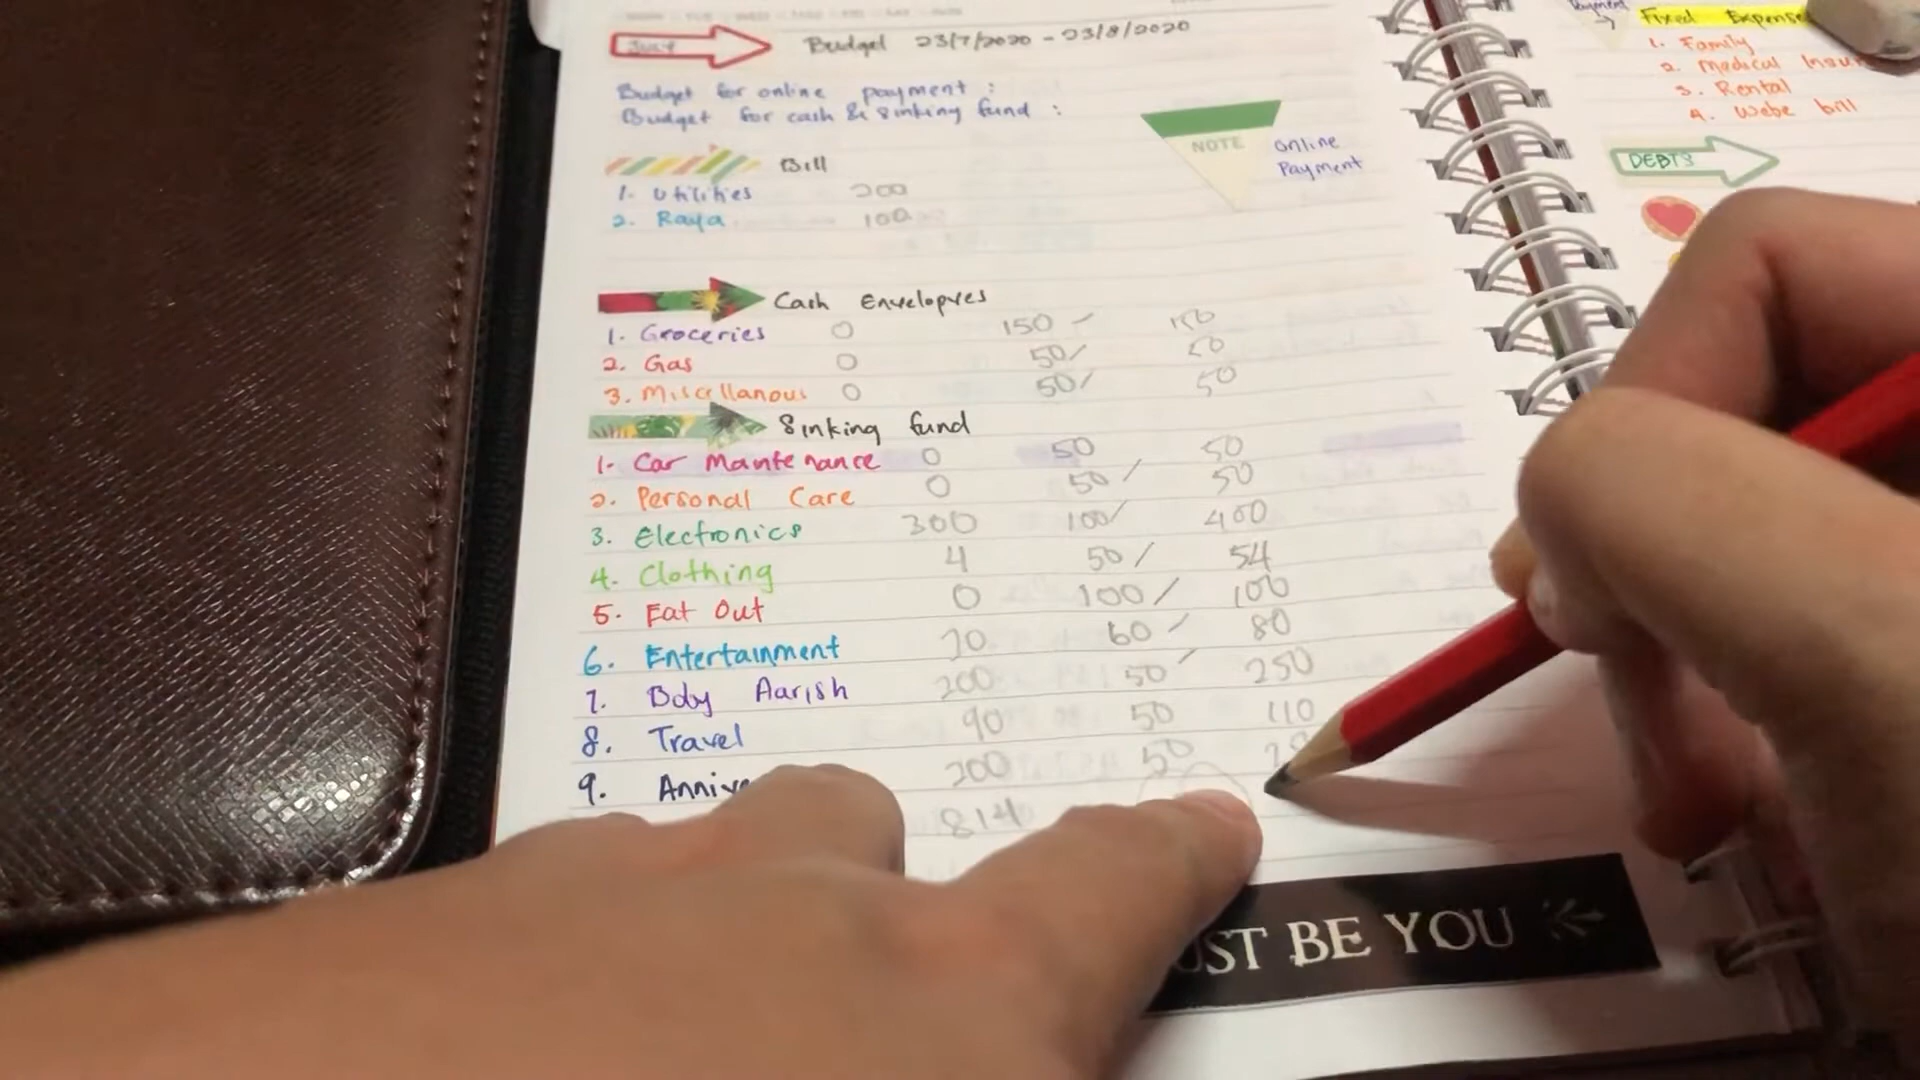 JULY Budget 23/7/2020 - 23/8/2020
Budget for online payment :
Budget for cash & sinking fund :
NOTE Online Payment
Bill
1. Utilities 200
2. Raya 100
Cash Envelopves
1. Groceries 0 150 150
2. Gas 0 50 50
3. Miscellanous 0 50 50
Sinking fund
1. Car Maintenance 0 50 50
2. Personal Care 0 50 50
3. Electronics 300 100 400
4. Clothing 4 50 54
5. Eat Out 0 100 100
6. Entertainment 20 60 80
7. Boby Aarish 200 50 250
8. Travel 90 50 110
9. 200 50
814
BE YOU
Payment
Fixed
1. Family
2. Medical
3. Rental
4. Webe bill
DEBTS